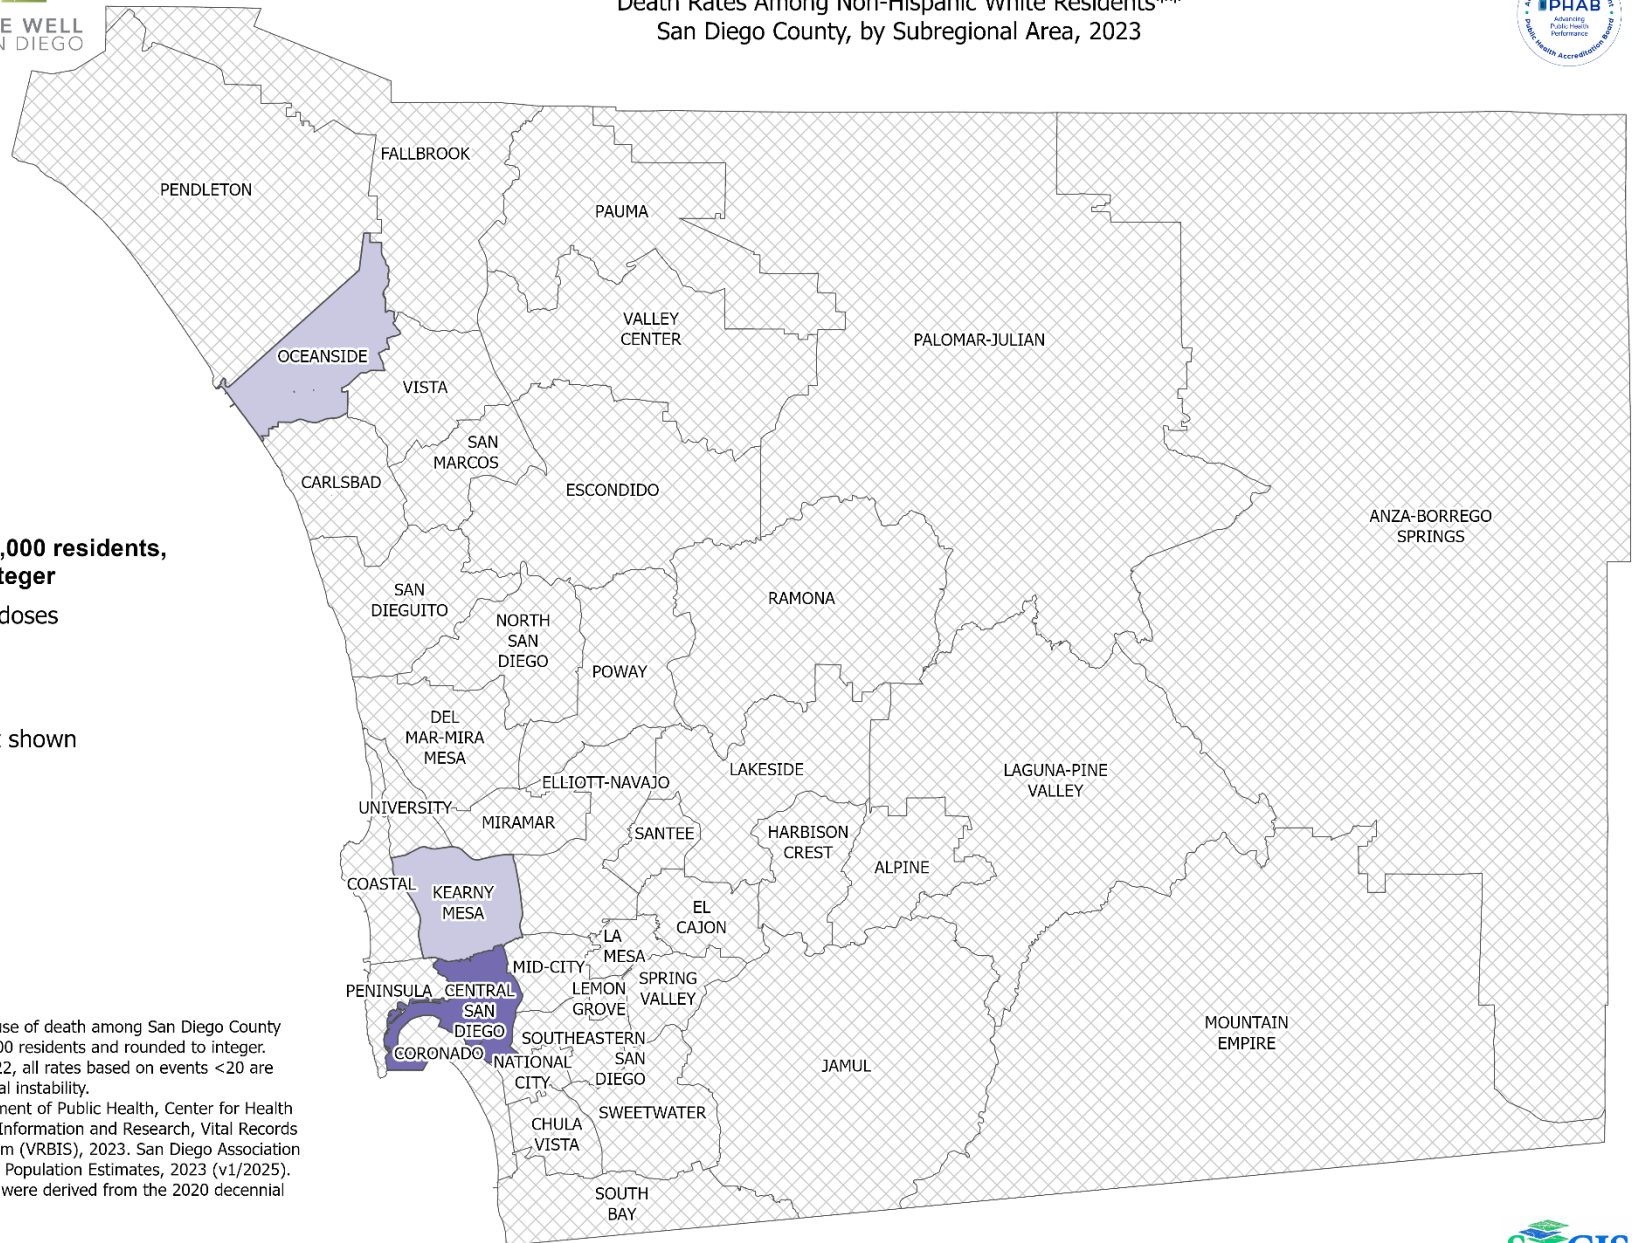 E WELL
N DIEGO
Death Rates Among Non-Hispanic White Residents**
San Diego County, by Subregional Area, 2023
PHAB
Advancing
Public Health
Performance
Public Health Accreditation Board
FALLBROOK
PENDLETON
PAUMA
VALLEY
CENTER
PALOMAR-JULIAN
OCEANSIDE
VISTA
SAN
MARCOS
CARLSBAD
ESCONDIDO
ANZA-BORREGO
SPRINGS
,000 residents,
teger
doses
t shown
SAN
DIEGUITO
NORTH
SAN
DIEGO
RAMONA
POWAY
DEL
MAR-MIRA
MESA
ELLIOTT-NAVAJO
LAKESIDE
LAGUNA-PINE
VALLEY
UNIVERSITY
MIRAMAR
SANTEE
HARBISON
CREST
ALPINE
COASTAL
KEARNY
MESA
EL
CAJON
LA
MESA
MID-CITY
SPRING
VALLEY
PENINSULA
CENTRAL
SAN
DIEGO
LEMON
GROVE
SOUTHEASTERN
SAN
DIEGO
CORONADO
NATIONAL
CITY
JAMUL
MOUNTAIN
EMPIRE
SWEETWATER
CHULA
VISTA
SOUTH
BAY
use of death among San Diego County
00 residents and rounded to integer.
22, all rates based on events <20 are
al instability.
ment of Public Health, Center for Health
Information and Research, Vital Records
m (VRBIS), 2023. San Diego Association
Population Estimates, 2023 (v1/2025).
were derived from the 2020 decennial
GIS